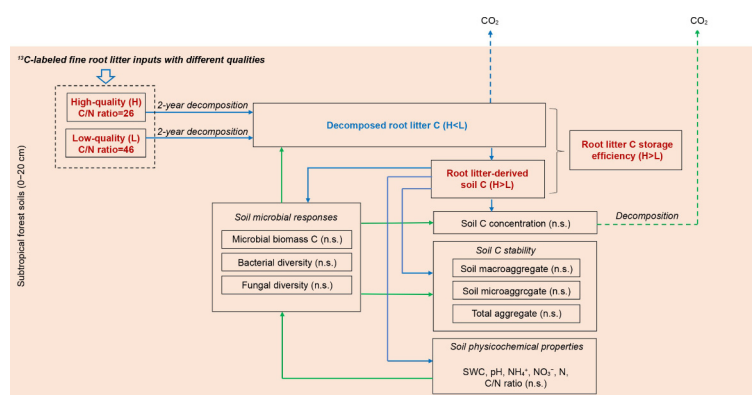 CO₂
CO₂
¹³C-labeled fine root litter inputs with different qualities
High-quality (H)
C/N ratio=26
2-year decomposition
Low-quality (L)
C/N ratio=46
2-year decomposition
Decomposed root litter C (H<L)
Root litter C storage
efficiency (H>L)
Root litter-derived
soil C (H>L)
Soil microbial responses
Microbial biomass C (n.s.)
Bacterial diversity (n.s.)
Fungal diversity (n.s.)
Soil C concentration (n.s.)
Decomposition
Soil C stability
Soil macroaggregate (n.s.)
Soil microaggrcgate (n.s.)
Total aggregate (n.s.)
Soil physicochemical properties
SWC, pH, NH₄⁺, NO₃⁻, N,
C/N ratio (n.s.)
Subtropical forest soils (0−20 cm)